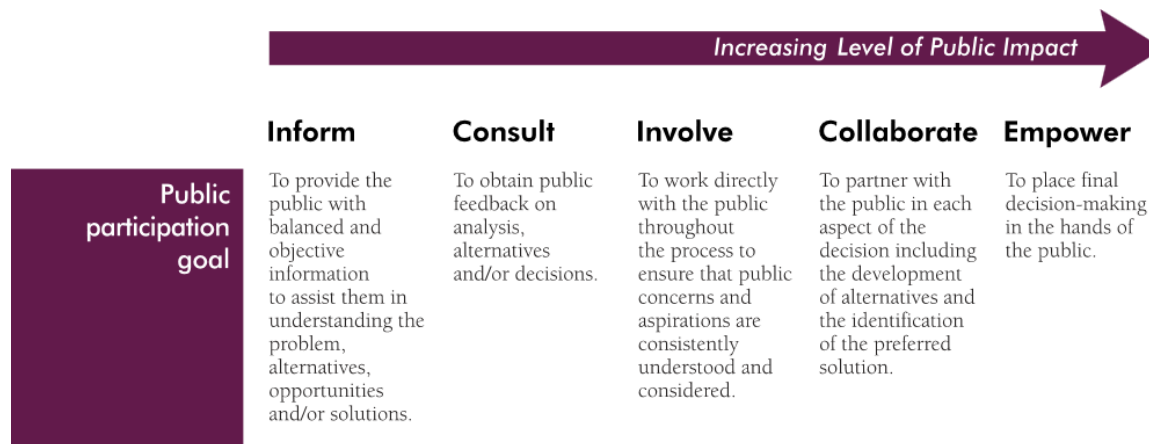 Increasing Level of Public Impact
Inform
Consult
Involve
Collaborate
Empower
Public
participation
goal
To provide the
public with
balanced and
objective
information
to assist them in
understanding the
problem,
alternatives,
opportunities
and/or solutions.
To obtain public
feedback on
analysis,
alternatives
and/or decisions.
To work directly
with the public
throughout
the process to
ensure that public
concerns and
aspirations are
consistently
understood and
considered.
To partner with
the public in each
aspect of the
decision including
the development
of alternatives and
the identification
of the preferred
solution.
To place final
decision-making
in the hands of
the public.